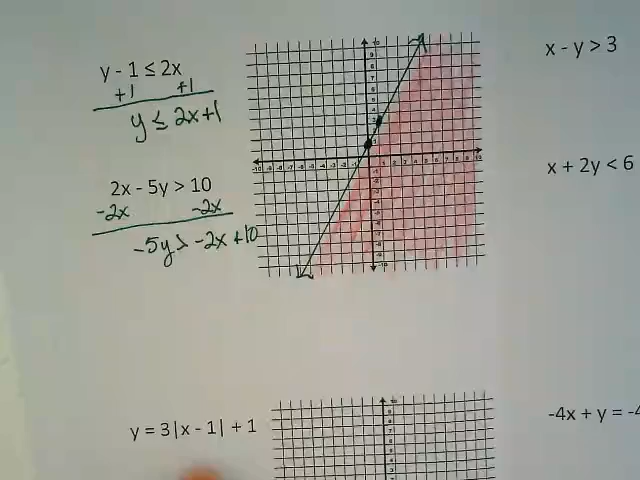 y - 1 ≤ 2x
+1 +1
y ≤ 2x+1
2x - 5y > 10
-2x -2x
-5y > -2x +10
x - y > 3
x + 2y < 6
y = 3|x - 1| + 1
-4x + y = -4